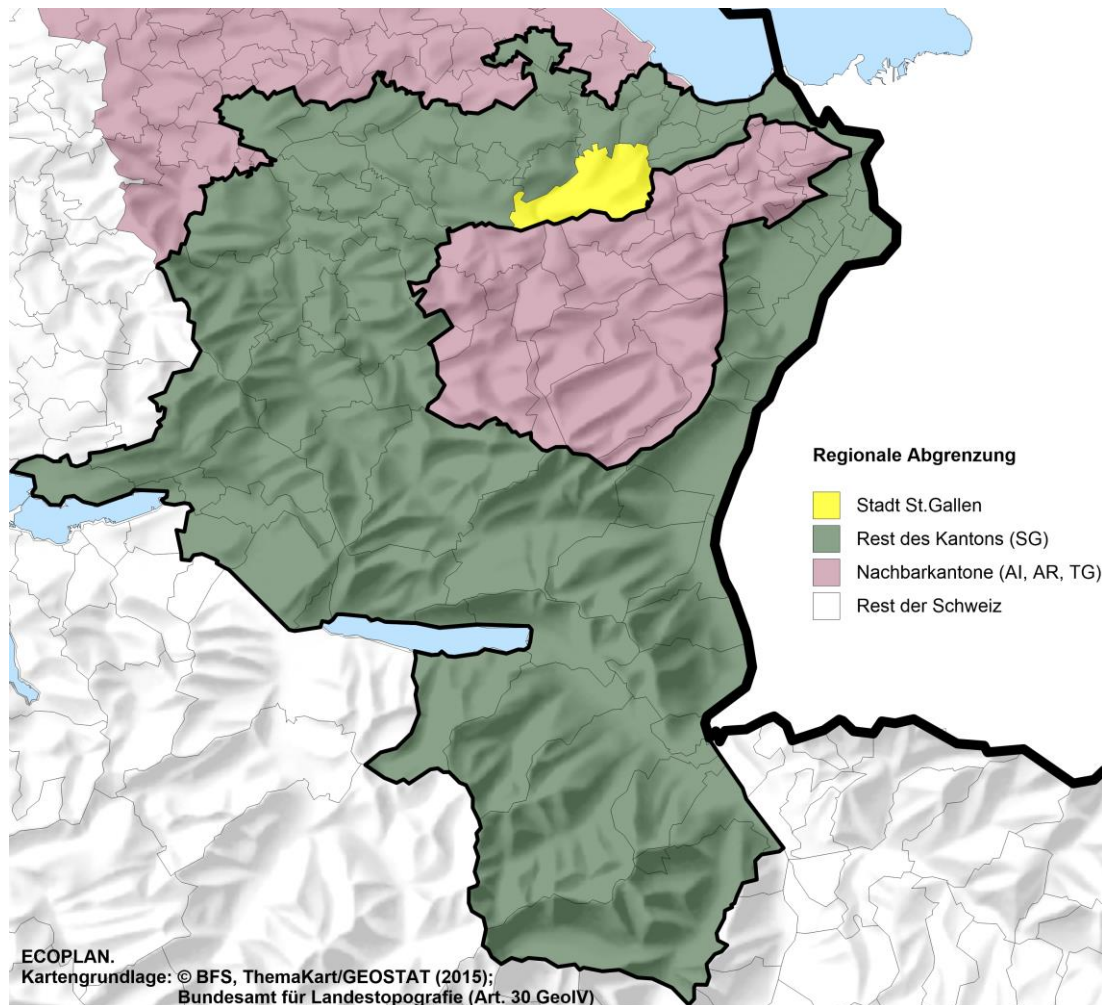 Regionale Abgrenzung
Stadt St.Gallen
Rest des Kantons (SG)
Nachbarkantone (AI, AR, TG)
Rest der Schweiz
ECOPLAN.
Kartengrundlage: © BFS, ThemaKart/GEOSTAT (2015);
Bundesamt für Landestopografie (Art. 30 GeoIV)